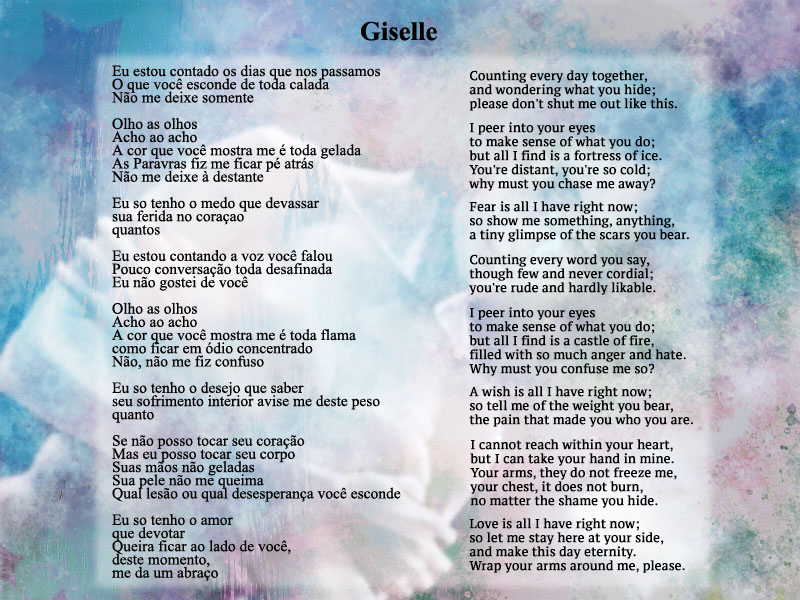 Giselle
Eu estou contado os dias que nos passamos
O que você esconde de toda calada
Não me deixe somente
Olho as olhos
Acho ao acho
A cor que você mostra me é toda gelada
As Paravras fiz me ficar pé atrás
Não me deixe à destante
Eu so tenho o medo que devassar
sua ferida no coraçao
quantos
Eu estou contando a voz você falou
Pouco conversação toda desafinada
Eu não gostei de você
Olho as olhos
Acho ao acho
A cor que você mostra me é toda flama
como ficar em ódio concentrado
Não, não me fiz confuso
Eu so tenho o desejo que saber
seu sofrimento interior avise me deste peso
quanto
Se não posso tocar seu coração
Mas eu posso tocar seu corpo
Suas mãos não geladas
Sua pele não me queima
Qual lesão ou qual desesperança você esconde
Eu so tenho o amor
que devotar
Queira ficar ao lado de você,
deste momento,
me da um abraço
Counting every day together,
and wondering what you hide;
please don't shut me out like this.
I peer into your eyes
to make sense of what you do;
but all I find is a fortress of ice.
You're distant, you're so cold;
why must you chase me away?
Fear is all I have right now;
so show me something, anything,
a tiny glimpse of the scars you bear.
Counting every word you say,
though few and never cordial;
you're rude and hardly likable.
I peer into your eyes
to make sense of what you do;
but all I find is a castle of fire,
filled with so much anger and hate.
Why must you confuse me so?
A wish is all I have right now;
so tell me of the weight you bear,
the pain that made you who you are.
I cannot reach within your heart,
but I can take your hand in mine.
Your arms, they do not freeze me,
your chest, it does not burn,
no matter the shame you hide.
Love is all I have right now;
so let me stay here at your side,
and make this day eternity.
Wrap your arms around me, please.